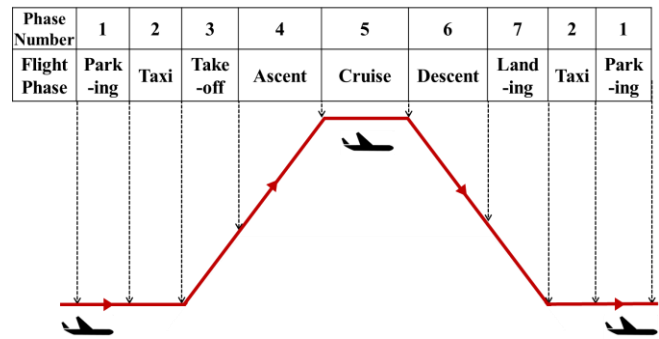 Phase Number 1 2 3 4 5 6 7 2 1
Flight Phase Park-ing Taxi Take-off Ascent Cruise Descent Land-ing Taxi Park-ing